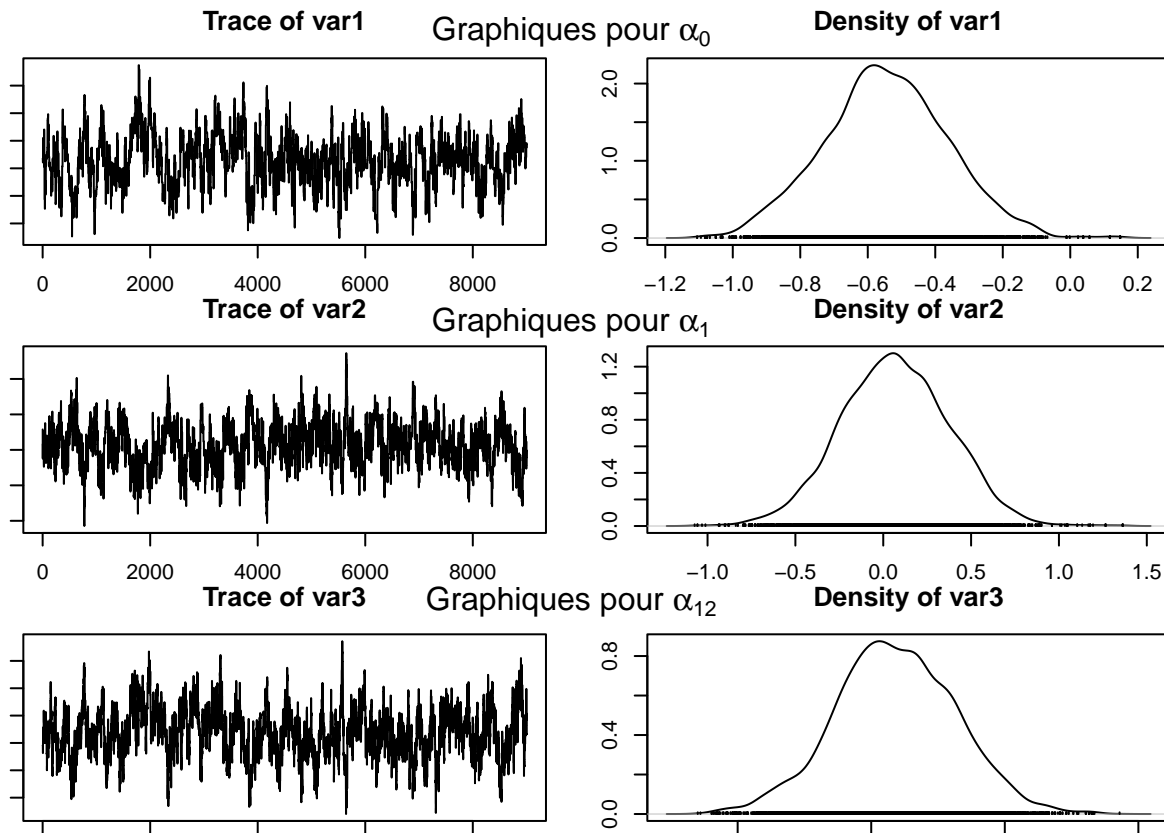 Trace of var1 Graphiques pour α0 Density of var1
2.0
1.0
0.0
0 2000 4000 6000 8000 −1.2 −1.0 −0.8 −0.6 −0.4 −0.2 0.0 0.2
Trace of var2 Graphiques pour α1 Density of var2
1.2
0.8
0.4
0.0
0 2000 4000 6000 8000 −1.0 −0.5 0.0 0.5 1.0 1.5
Trace of var3 Graphiques pour α12 Density of var3
0.8
0.4
0.0